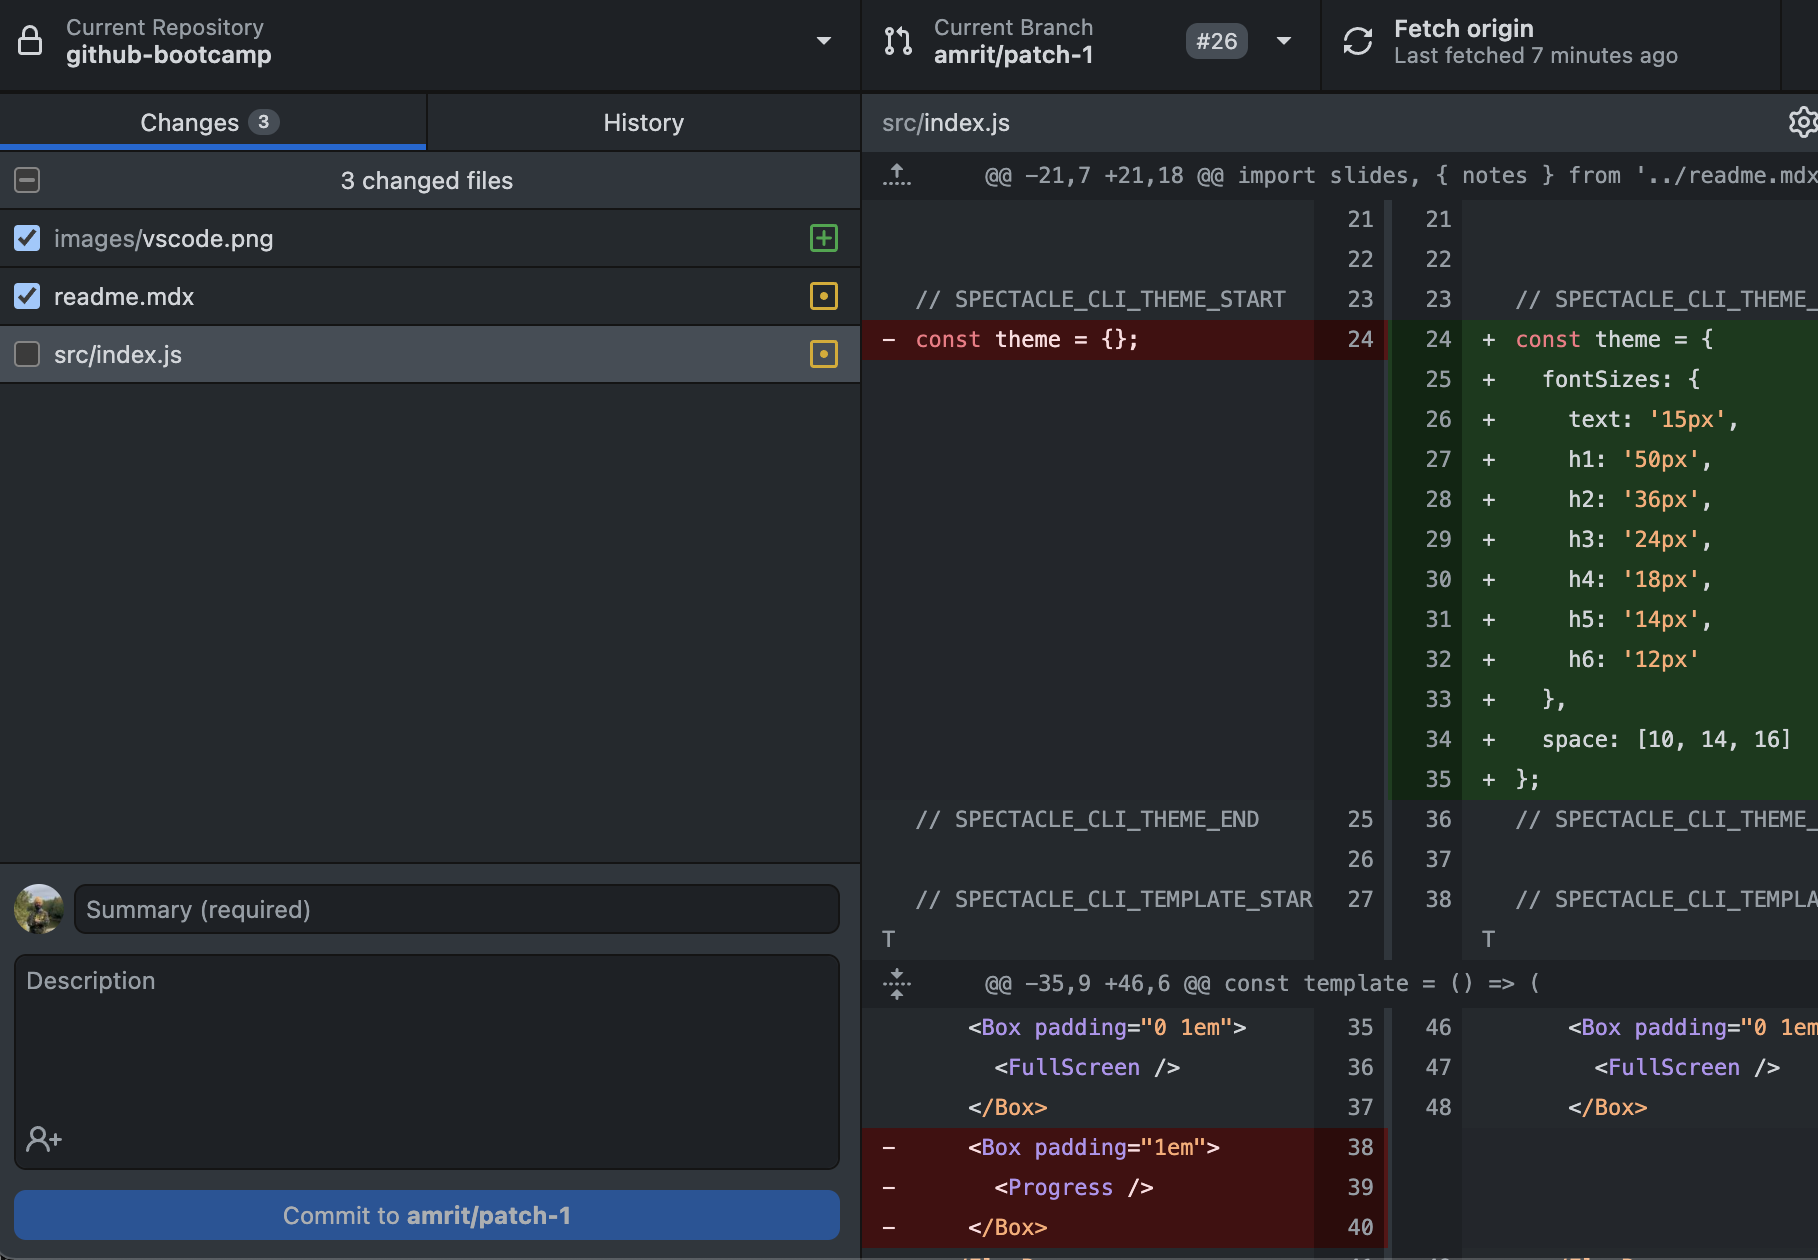 Current Repository
github-bootcamp
Current Branch
amrit/patch-1
#26
Fetch origin
Last fetched 7 minutes ago
Changes 3
History
3 changed files
images/vscode.png
readme.mdx
src/index.js
Summary (required)
Description
Commit to amrit/patch-1
src/index.js
@@ -21,7 +21,18 @@ import slides, { notes } from '../readme.mdx
21 21
22 22
// SPECTACLE_CLI_THEME_START 23 23 // SPECTACLE_CLI_THEME_
- const theme = {}; 24 24 + const theme = {
25 + fontSizes: {
26 + text: '15px',
27 + h1: '50px',
28 + h2: '36px',
29 + h3: '24px',
30 + h4: '18px',
31 + h5: '14px',
32 + h6: '12px'
33 + },
34 + space: [10, 14, 16]
35 + };
// SPECTACLE_CLI_THEME_END 25 36 // SPECTACLE_CLI_THEME_
26 37
// SPECTACLE_CLI_TEMPLATE_STAR 27 38 // SPECTACLE_CLI_TEMPLA
T T
@@ -35,9 +46,6 @@ const template = () => (
<Box padding="0 1em"> 35 46 <Box padding="0 1em
<FullScreen /> 36 47 <FullScreen />
</Box> 37 48 </Box>
- <Box padding="1em"> 38
- <Progress /> 39
- </Box> 40